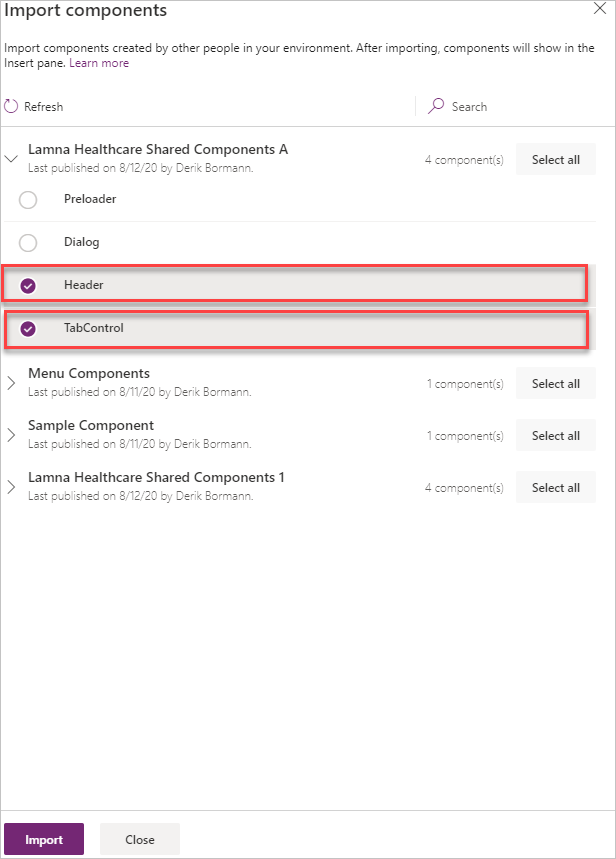 Import components
Import components created by other people in your environment. After importing, components will show in the
Insert pane. Learn more
Refresh
Search
Lamna Healthcare Shared Components A
Last published on 8/12/20 by Derik Bormann.
4 component(s)
Select all
Preloader
Dialog
Header
TabControl
Menu Components
Last published on 8/11/20 by Derik Bormann.
1 component(s)
Select all
Sample Component
Last published on 8/11/20 by Derik Bormann.
1 component(s)
Select all
Lamna Healthcare Shared Components 1
Last published on 8/12/20 by Derik Bormann.
4 component(s)
Select all
Import
Close